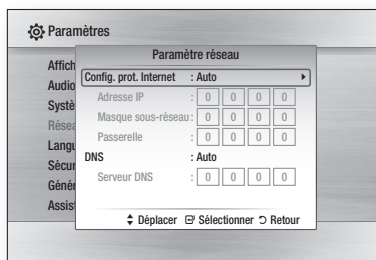 Paramètres
Paramètre réseau
Affich
Config. prot. Internet : Auto
Audio
Adresse IP : 0 0 0 0
Systè
Masque sous-réseau : 0 0 0 0
Résea
Passerelle : 0 0 0 0
Langu
DNS : Auto
Sécur
Serveur DNS : 0 0 0 0
Génér
Assis
Déplacer Sélectionner Retour